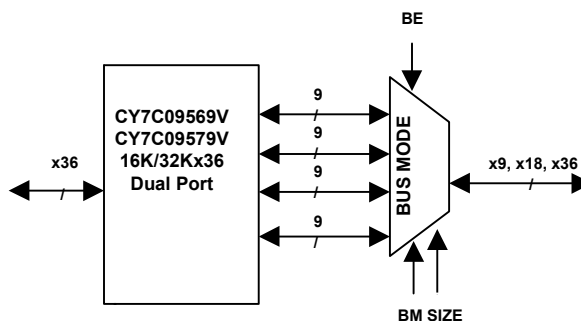 BE
CY7C09569V
CY7C09579V
16K/32Kx36
Dual Port
x36
9
9
9
9
BUS MODE
x9, x18, x36
BM SIZE